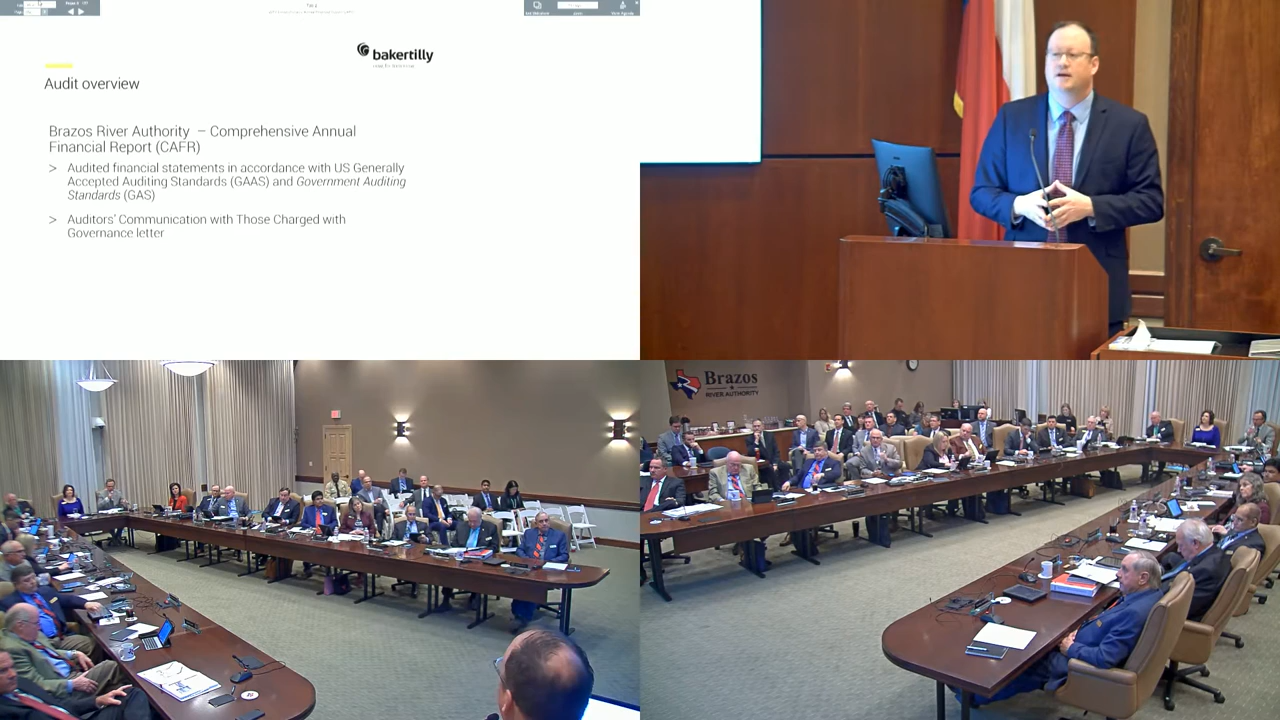 bakertilly
Audit overview
Brazos River Authority – Comprehensive Annual
Financial Report (CAFR)
> Audited financial statements in accordance with US Generally
Accepted Auditing Standards (GAAS) and Government Auditing
Standards (GAS)
> Auditors' Communication with Those Charged with
Governance letter
Brazos
RIVER AUTHORITY